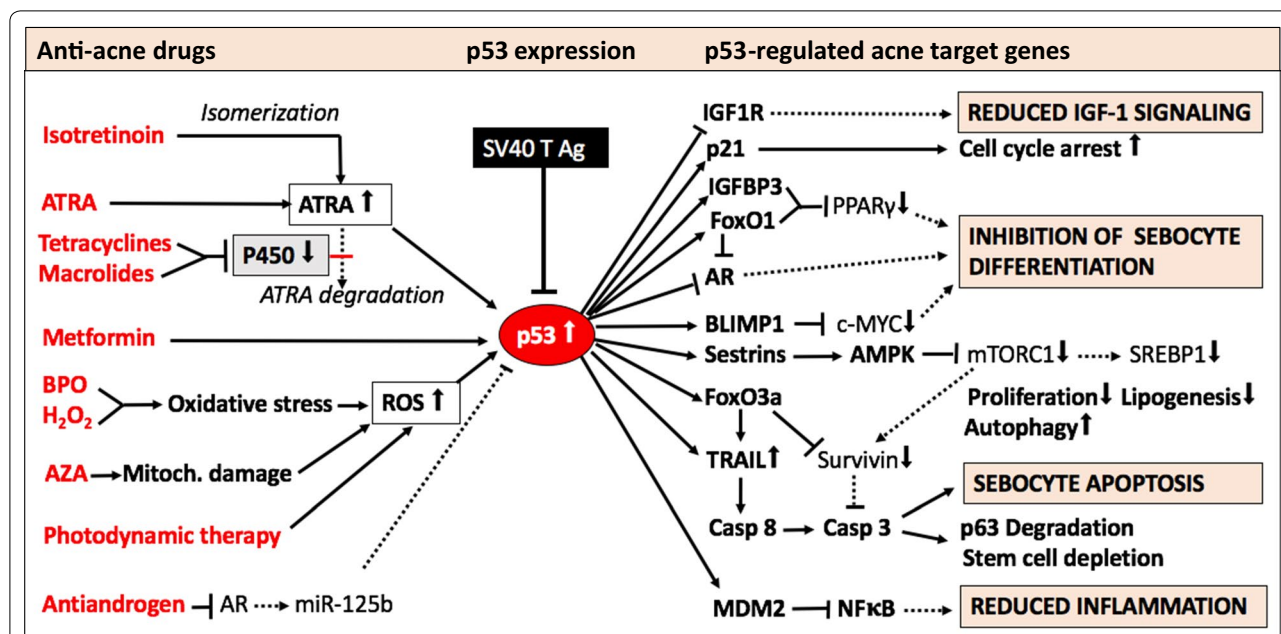 Anti-acne drugs
p53 expression
p53-regulated acne target genes
Isotretinoin
Isomerization
ATRA
ATRA ↑
Tetracyclines
Macrolides
P450 ↓
ATRA degradation
Metformin
BPO
H₂O₂
Oxidative stress
ROS ↑
AZA
Mitoch. damage
Photodynamic therapy
Antiandrogen
AR
miR-125b
SV40 T Ag
p53 ↑
IGF1R
REDUCED IGF-1 SIGNALING
p21
Cell cycle arrest ↑
IGFBP3
FoxO1
PPARγ ↓
AR
INHIBITION OF SEBOCYTE
DIFFERENTIATION
BLIMP1
c-MYC ↓
Sestrins
AMPK
mTORC1 ↓
SREBP1 ↓
Proliferation ↓ Lipogenesis ↓
Autophagy ↑
FoxO3a
TRAIL ↑
Survivin ↓
Casp 8
Casp 3
SEBOCYTE APOPTOSIS
p63 Degradation
Stem cell depletion
MDM2
NFκB
REDUCED INFLAMMATION